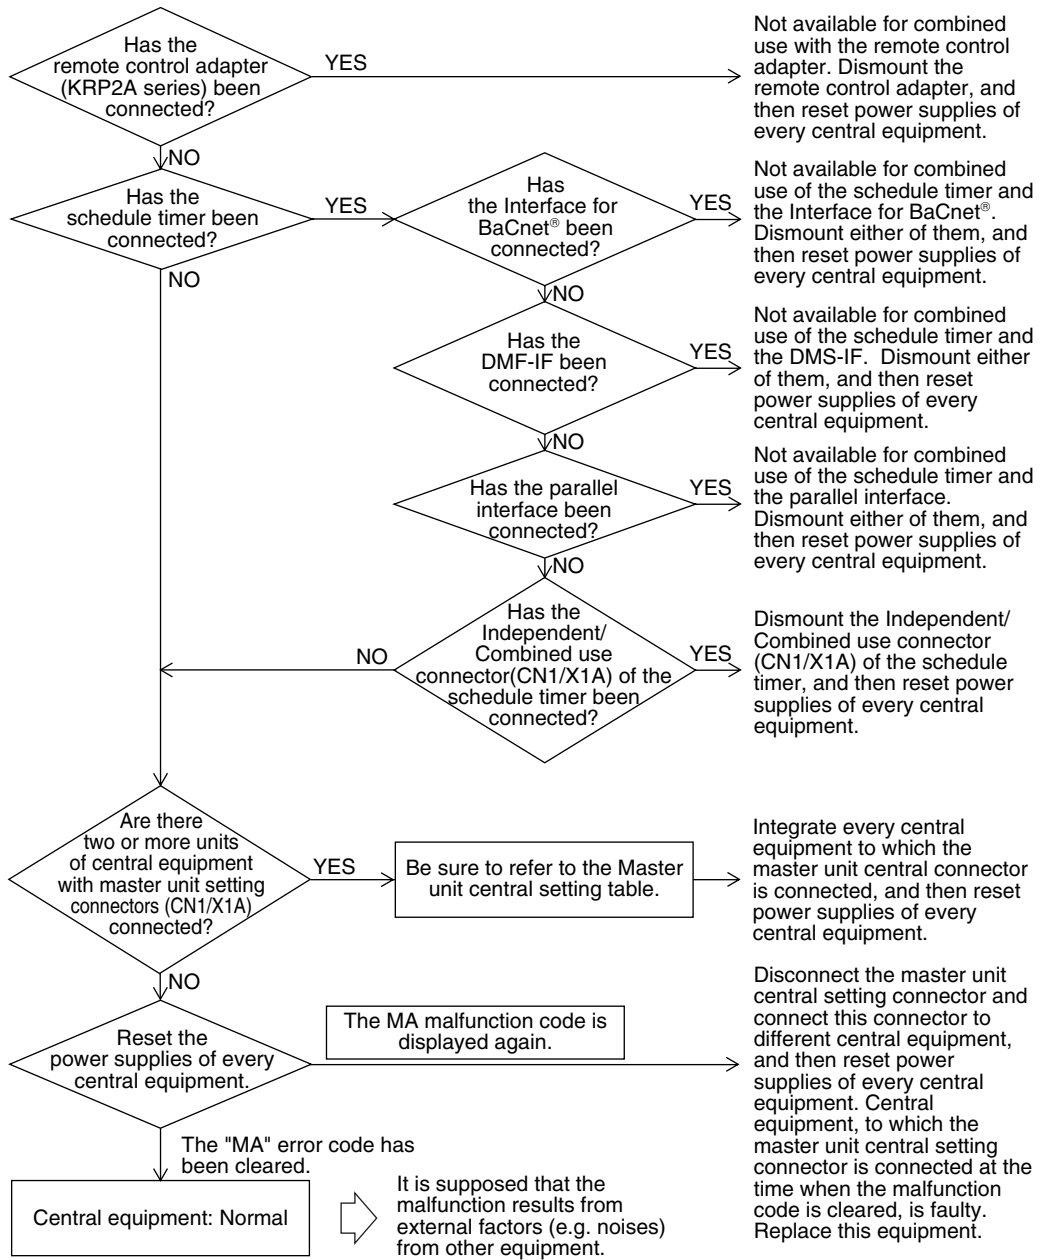 Has the
remote control adapter
(KRP2A series) been
connected?
YES
Not available for combined
use with the remote control
adapter. Dismount the
remote control adapter, and
then reset power supplies of
every central equipment.
NO
Has the
schedule timer been
connected?
YES
Has
the Interface for
BaCnet® been
connected?
YES
Not available for combined
use of the schedule timer and
the Interface for BaCnet®.
Dismount either of them, and
then reset power supplies of
every central equipment.
NO
NO
Has the
DMF-IF been
connected?
YES
Not available for combined
use of the schedule timer and
the DMS-IF.  Dismount either
of them, and then reset
power supplies of every
central equipment.
NO
Has the parallel
interface been
connected?
YES
Not available for combined
use of the schedule timer and
the parallel interface.
Dismount either of them, and
then reset power supplies of
every central equipment.
NO
Has the
Independent/
Combined use
connector(CN1/X1A) of the
schedule timer been
connected?
NO
YES
Dismount the Independent/
Combined use connector
(CN1/X1A) of the schedule
timer, and then reset power
supplies of every central
equipment.
Are there
two or more units
of central equipment
with master unit setting
connectors (CN1/X1A)
connected?
YES
Be sure to refer to the Master
unit central setting table.
Integrate every central
equipment to which the
master unit central connector
is connected, and then reset
power supplies of every
central equipment.
NO
Reset the
power supplies of every
central equipment.
The MA malfunction code is
displayed again.
Disconnect the master unit
central setting connector and
connect this connector to
different central equipment,
and then reset power
supplies of every central
equipment. Central
equipment, to which the
master unit central setting
connector is connected at the
time when the malfunction
code is cleared, is faulty.
Replace this equipment.
The "MA" error code has
been cleared.
Central equipment: Normal
It is supposed that the
malfunction results from
external factors (e.g. noises)
from other equipment.